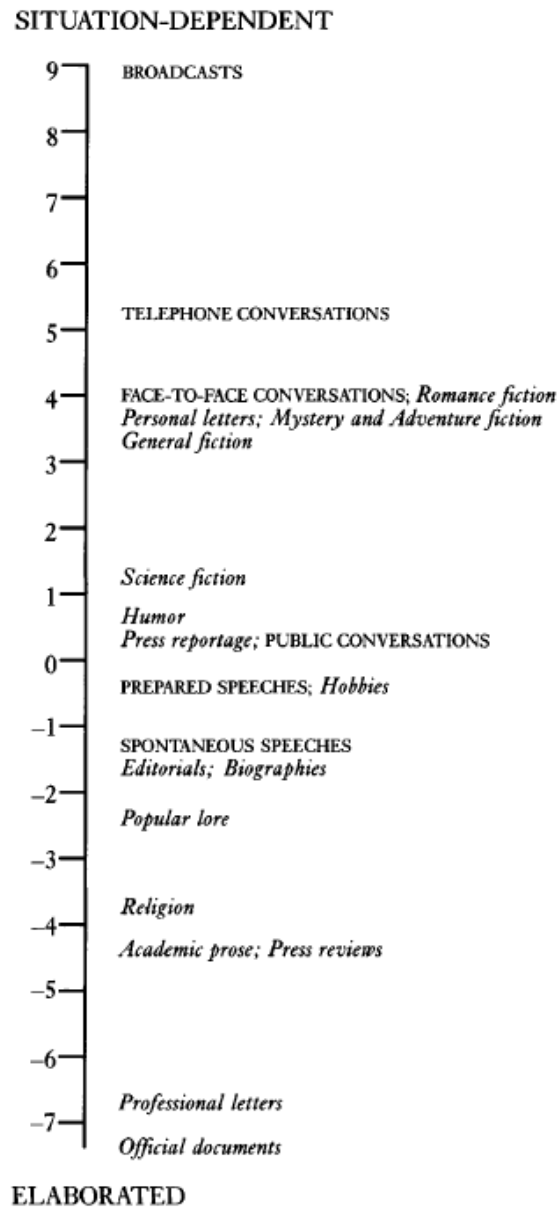 SITUATION-DEPENDENT
9 BROADCASTS
8
7
6
TELEPHONE CONVERSATIONS
5
4 FACE-TO-FACE CONVERSATIONS; Romance fiction
Personal letters; Mystery and Adventure fiction
General fiction
3
2
Science fiction
1
Humor
Press reportage; PUBLIC CONVERSATIONS
0
PREPARED SPEECHES; Hobbies
–1
SPONTANEOUS SPEECHES
Editorials; Biographies
–2
Popular lore
–3
Religion
–4
Academic prose; Press reviews
–5
–6
Professional letters
–7
Official documents
ELABORATED